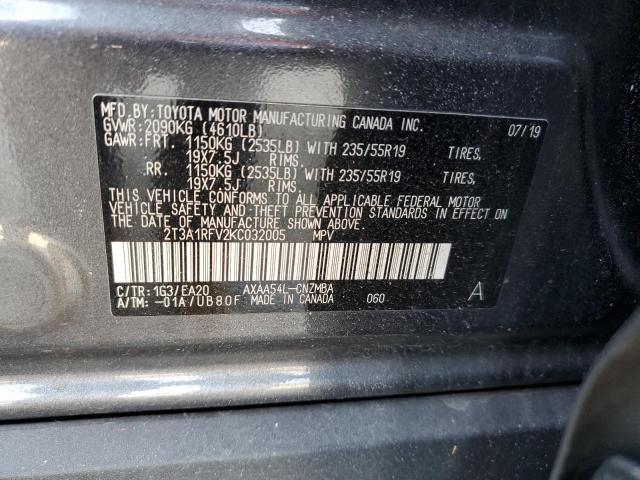 MFD.BY:TOYOTA MOTOR MANUFACTURING CANADA INC. 07/19
GVWR:2090KG (4610LB)
GAWR:FRT. 1150KG (2535LB) WITH 235/55R19 TIRES,
19X7.5J RIMS.
RR. 1150KG (2535LB) WITH 235/55R19 TIRES,
19X7.5J RIMS.
THIS VEHICLE CONFORMS TO ALL APPLICABLE FEDERAL MOTOR
VEHICLE SAFETY AND THEFT PREVENTION STANDARDS IN EFFECT ON
THE DATE OF MANUFACTURE SHOWN ABOVE.
2T3A1RFV2KC032005 MPV
C/TR:1G3/EA20 AXAA54L-CNZMBA
A/TM:-01A/UB80F MADE IN CANADA 060 A